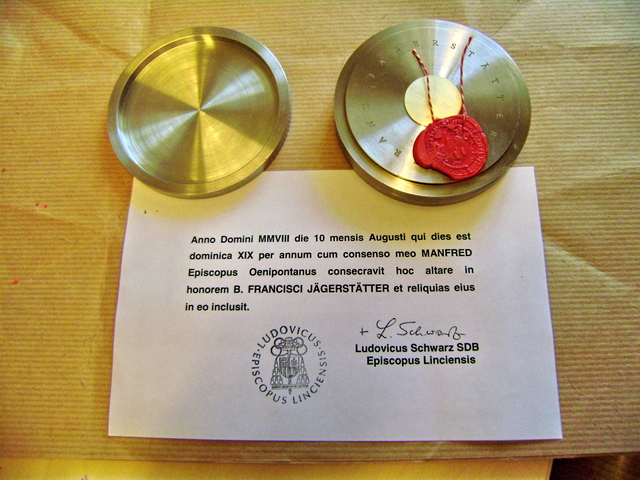 FRANZ JÄGERSTÄTTER
Anno Domini MMVIII die 10 mensis Augusti qui dies est
dominica XIX per annum cum consenso meo MANFRED
Episcopus Oenipontanus consecravit hoc altare in
honorem B. FRANCISCI JÄGERSTÄTTER et reliquias eius
in eo inclusit.
+ L. Schwarz
Ludovicus Schwarz SDB
Episcopus Linciensis
·LUDOVICUS· EPISCOPUS LINCIENSIS